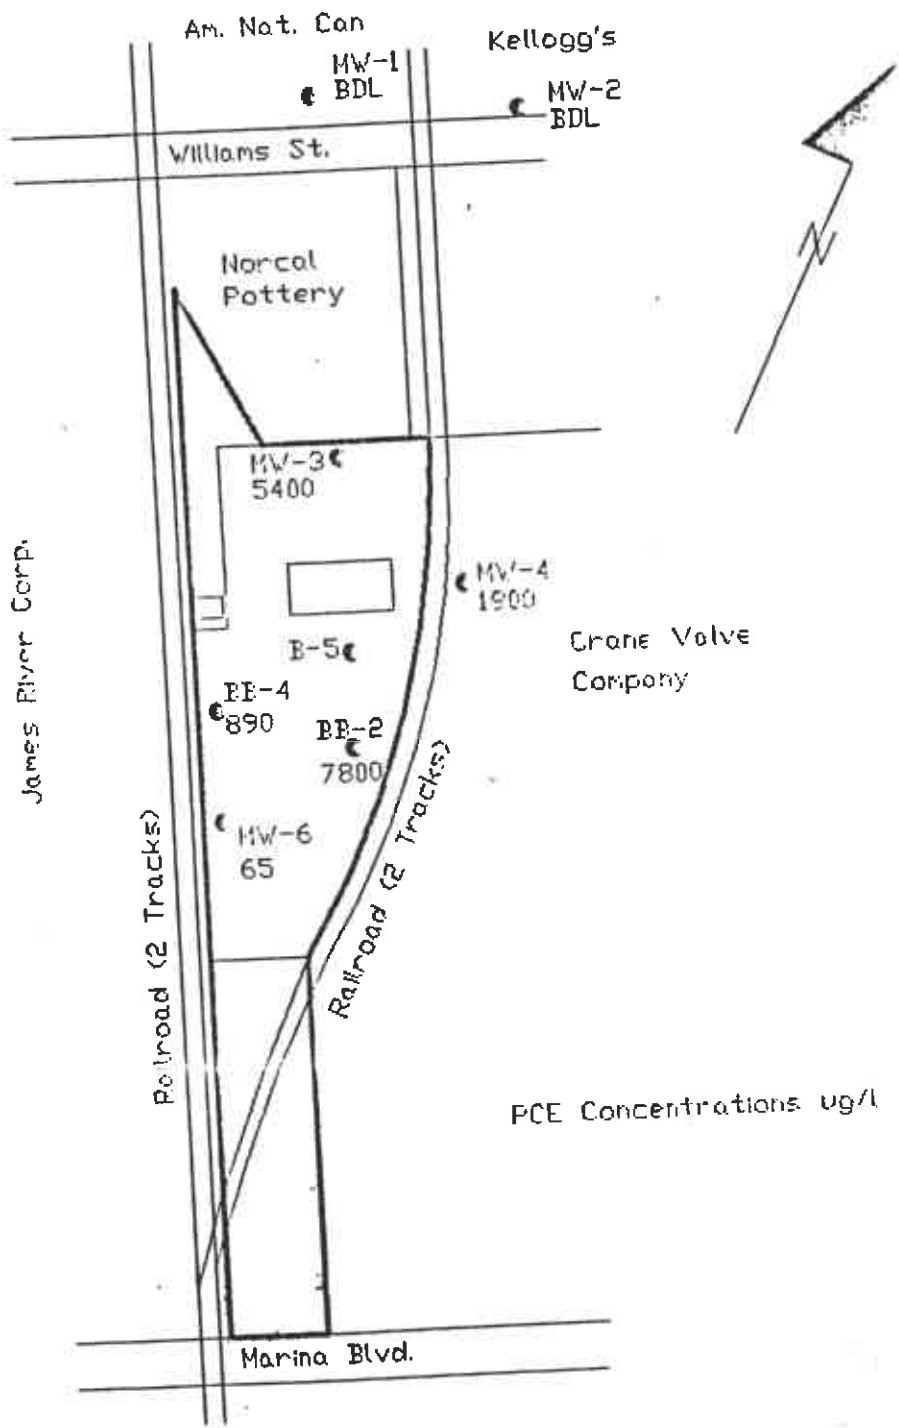 Am. Nat. Can
Kellogg's
MW-1
BDL
MW-2
BDL
Williams St.
N
Norcal
Pottery
MW-3
5400
MW-4
1900
James River Corp.
B-5
Crane Valve
Company
BB-4
890
BB-2
7800
MW-6
65
Railroad (2 Tracks)
Railroad (2 Tracks)
PCE Concentrations ug/l
Marina Blvd.